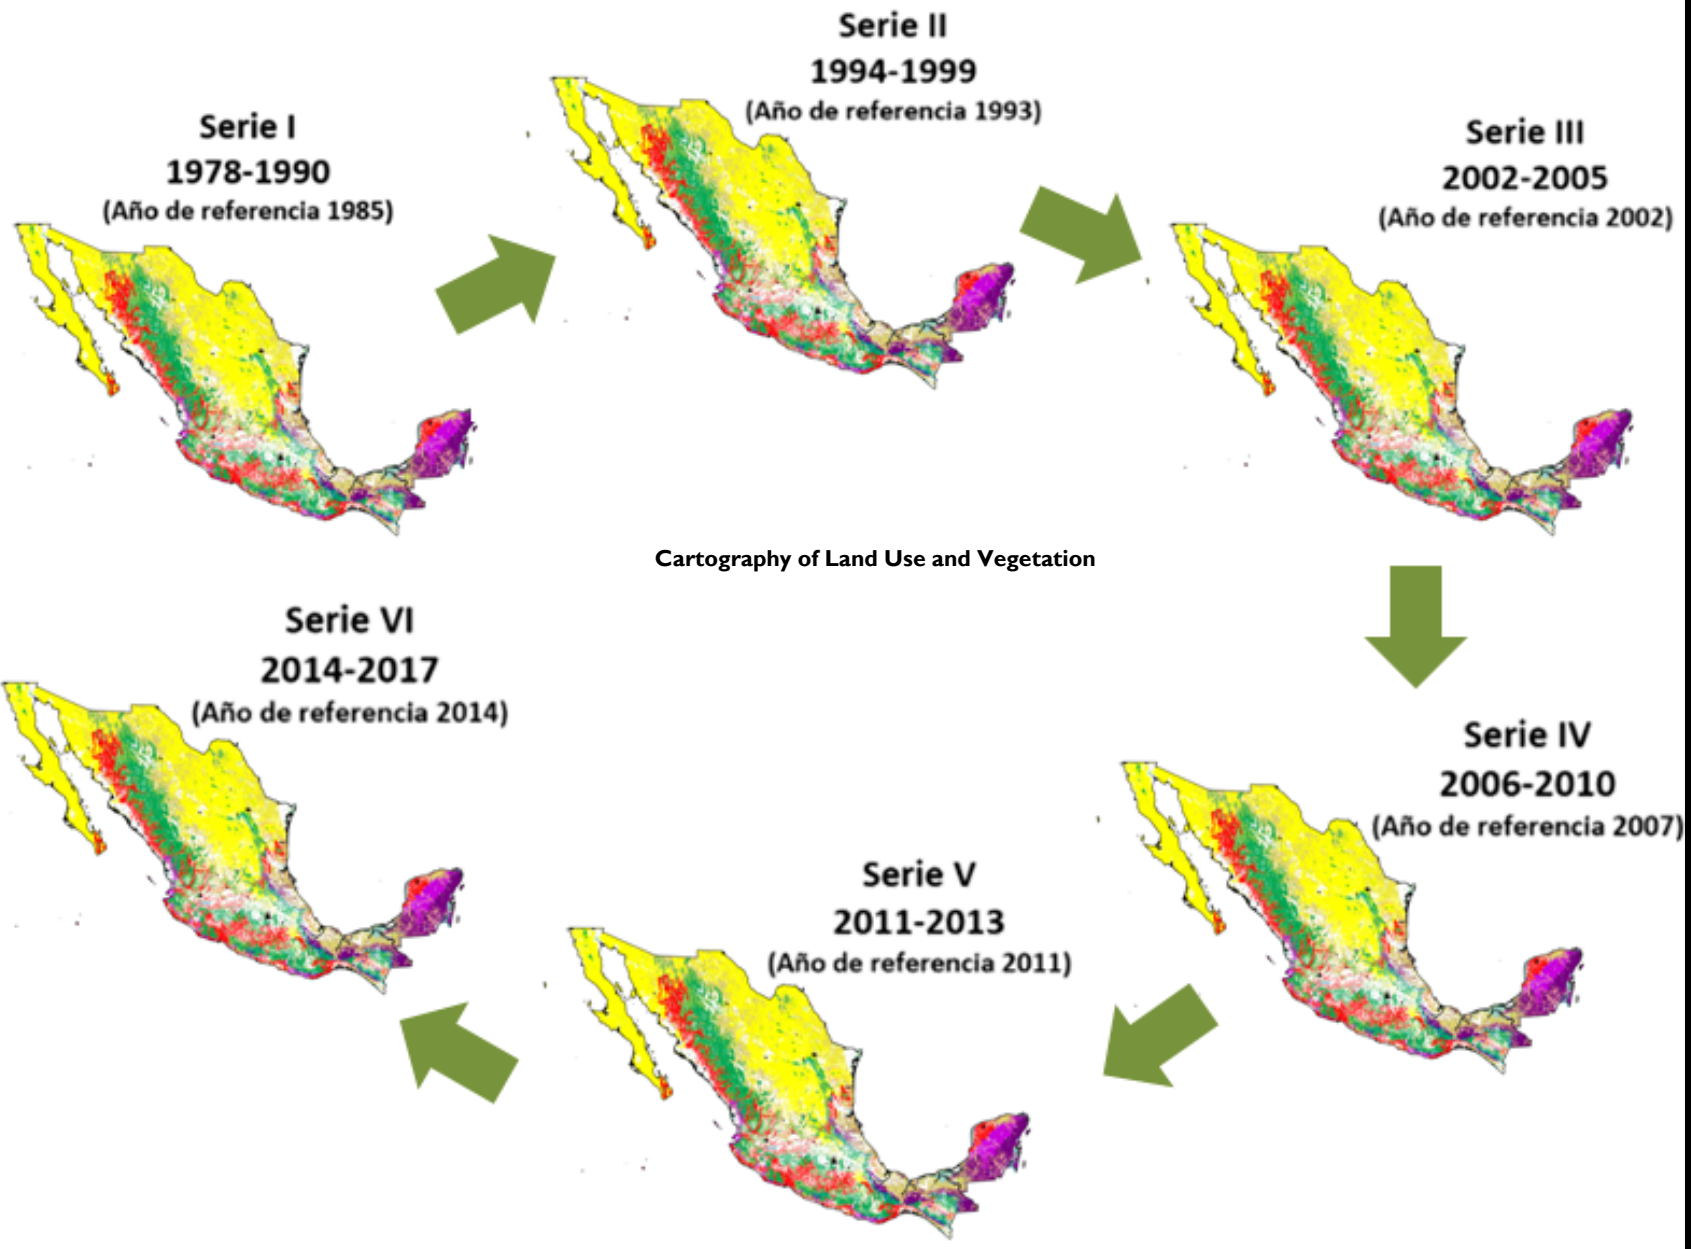 Serie I
1978-1990
(Año de referencia 1985)
Serie II
1994-1999
(Año de referencia 1993)
Serie III
2002-2005
(Año de referencia 2002)
Cartography of Land Use and Vegetation
Serie IV
2006-2010
(Año de referencia 2007)
Serie V
2011-2013
(Año de referencia 2011)
Serie VI
2014-2017
(Año de referencia 2014)